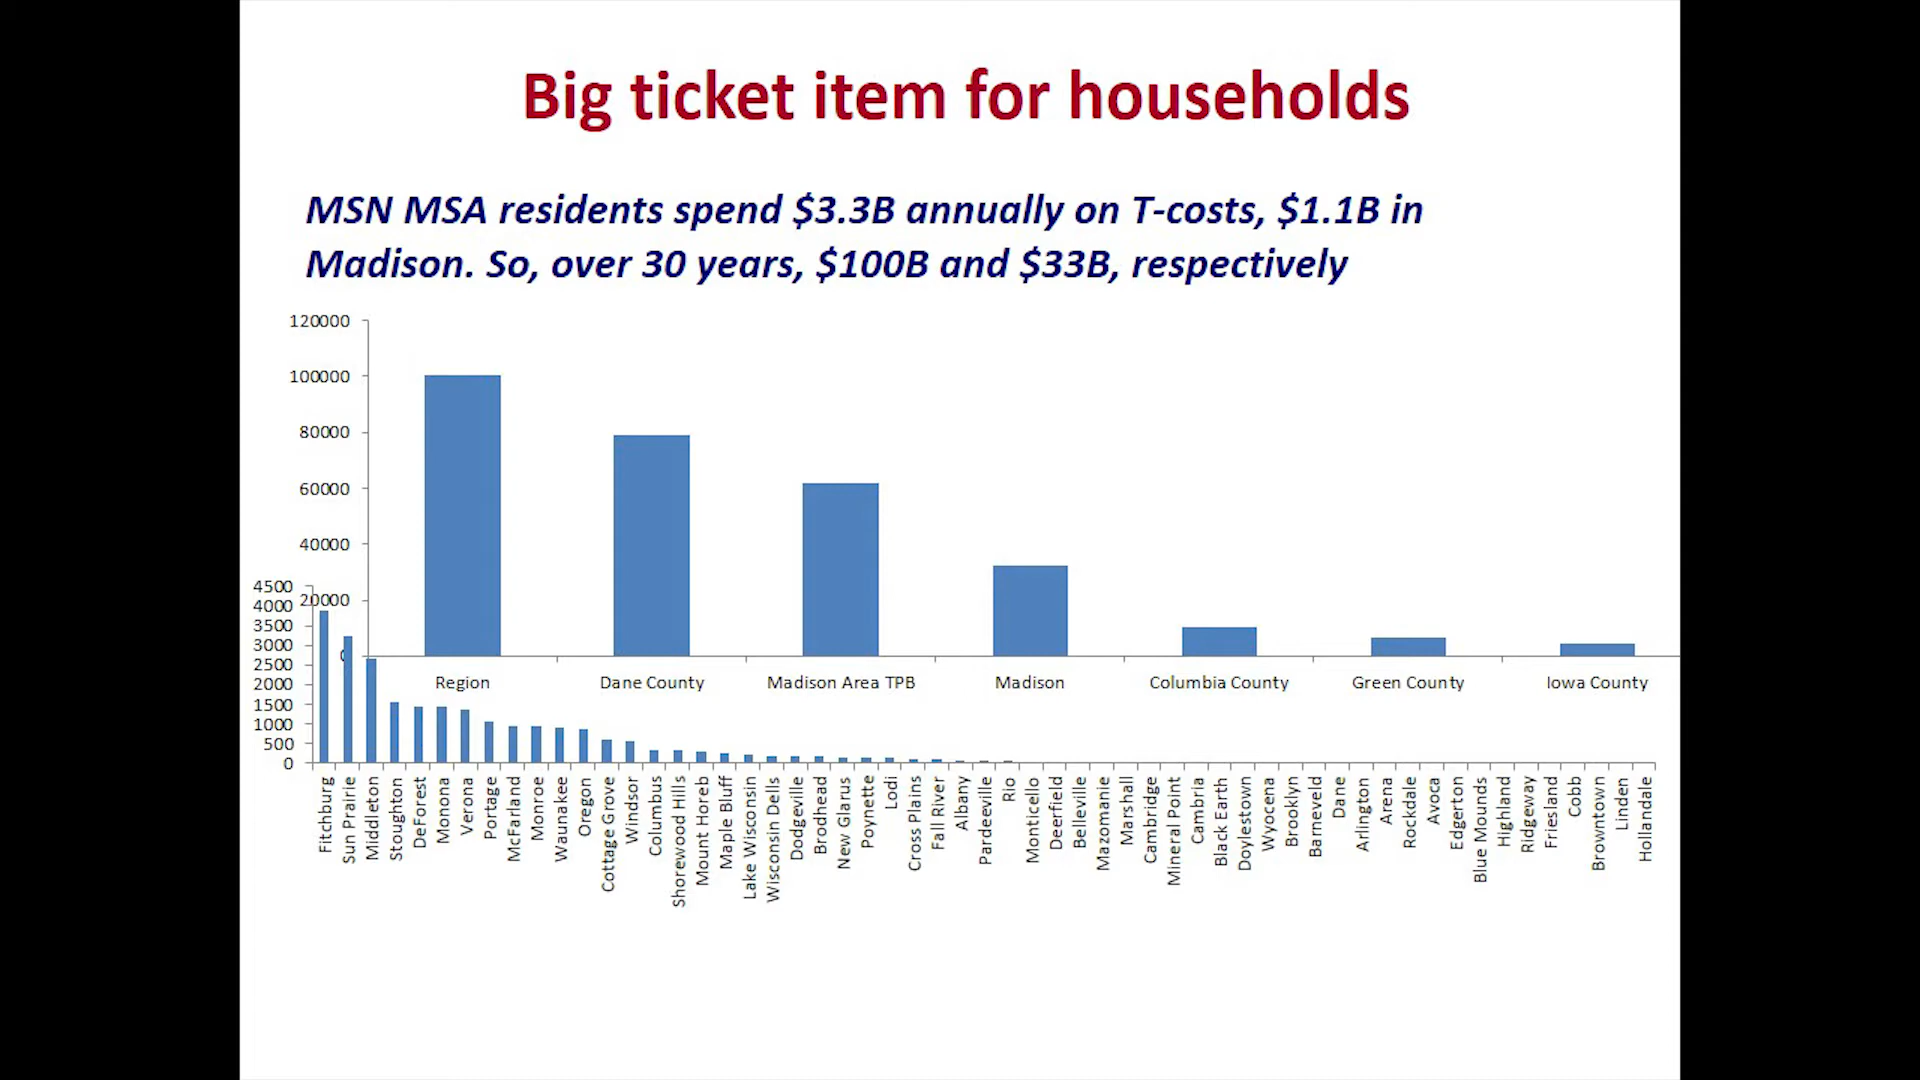 Big ticket item for households
MSN MSA residents spend $3.3B annually on T-costs, $1.1B in
Madison. So, over 30 years, $100B and $33B, respectively
120000
100000
80000
60000
40000
20000
0
Region
Dane County
Madison Area TPB
Madison
Columbia County
Green County
Iowa County
4500
4000
3500
3000
2500
2000
1500
1000
500
0
Fitchburg
Sun Prairie
Middleton
Stoughton
DeForest
Monona
Verona
Portage
McFarland
Monroe
Waunakee
Oregon
Cottage Grove
Windsor
Columbus
Shorewood Hills
Mount Horeb
Maple Bluff
Lake Wisconsin
Wisconsin Dells
Dodgeville
Brodhead
New Glarus
Poynette
Lodi
Cross Plains
Fall River
Albany
Pardeeville
Rio
Monticello
Deerfield
Belleville
Mazomanie
Marshall
Cambridge
Mineral Point
Cambria
Black Earth
Doylestown
Wyocena
Brooklyn
Barneveld
Dane
Arlington
Arena
Rockdale
Avoca
Edgerton
Blue Mounds
Highland
Ridgeway
Friesland
Cobb
Browntown
Linden
Hollandale